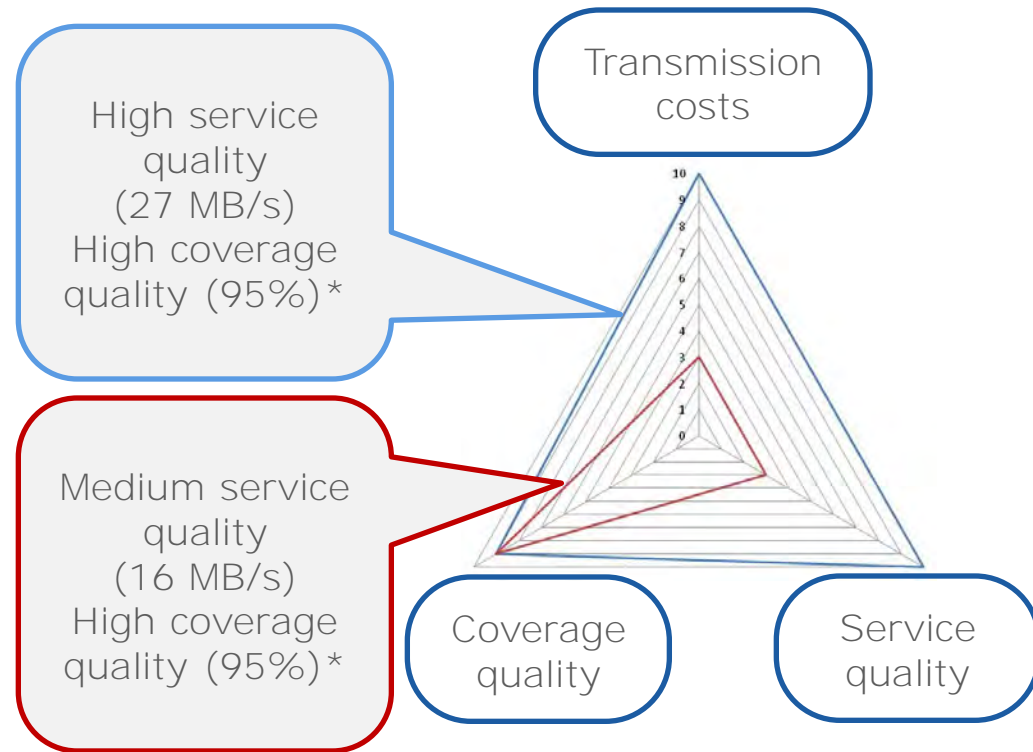 Transmission
costs
High service
quality
(27 MB/s)
High coverage
quality (95%)*
10
9
8
7
6
5
4
3
2
1
0
Medium service
quality
(16 MB/s)
High coverage
quality (95%)*
Coverage
quality
Service
quality